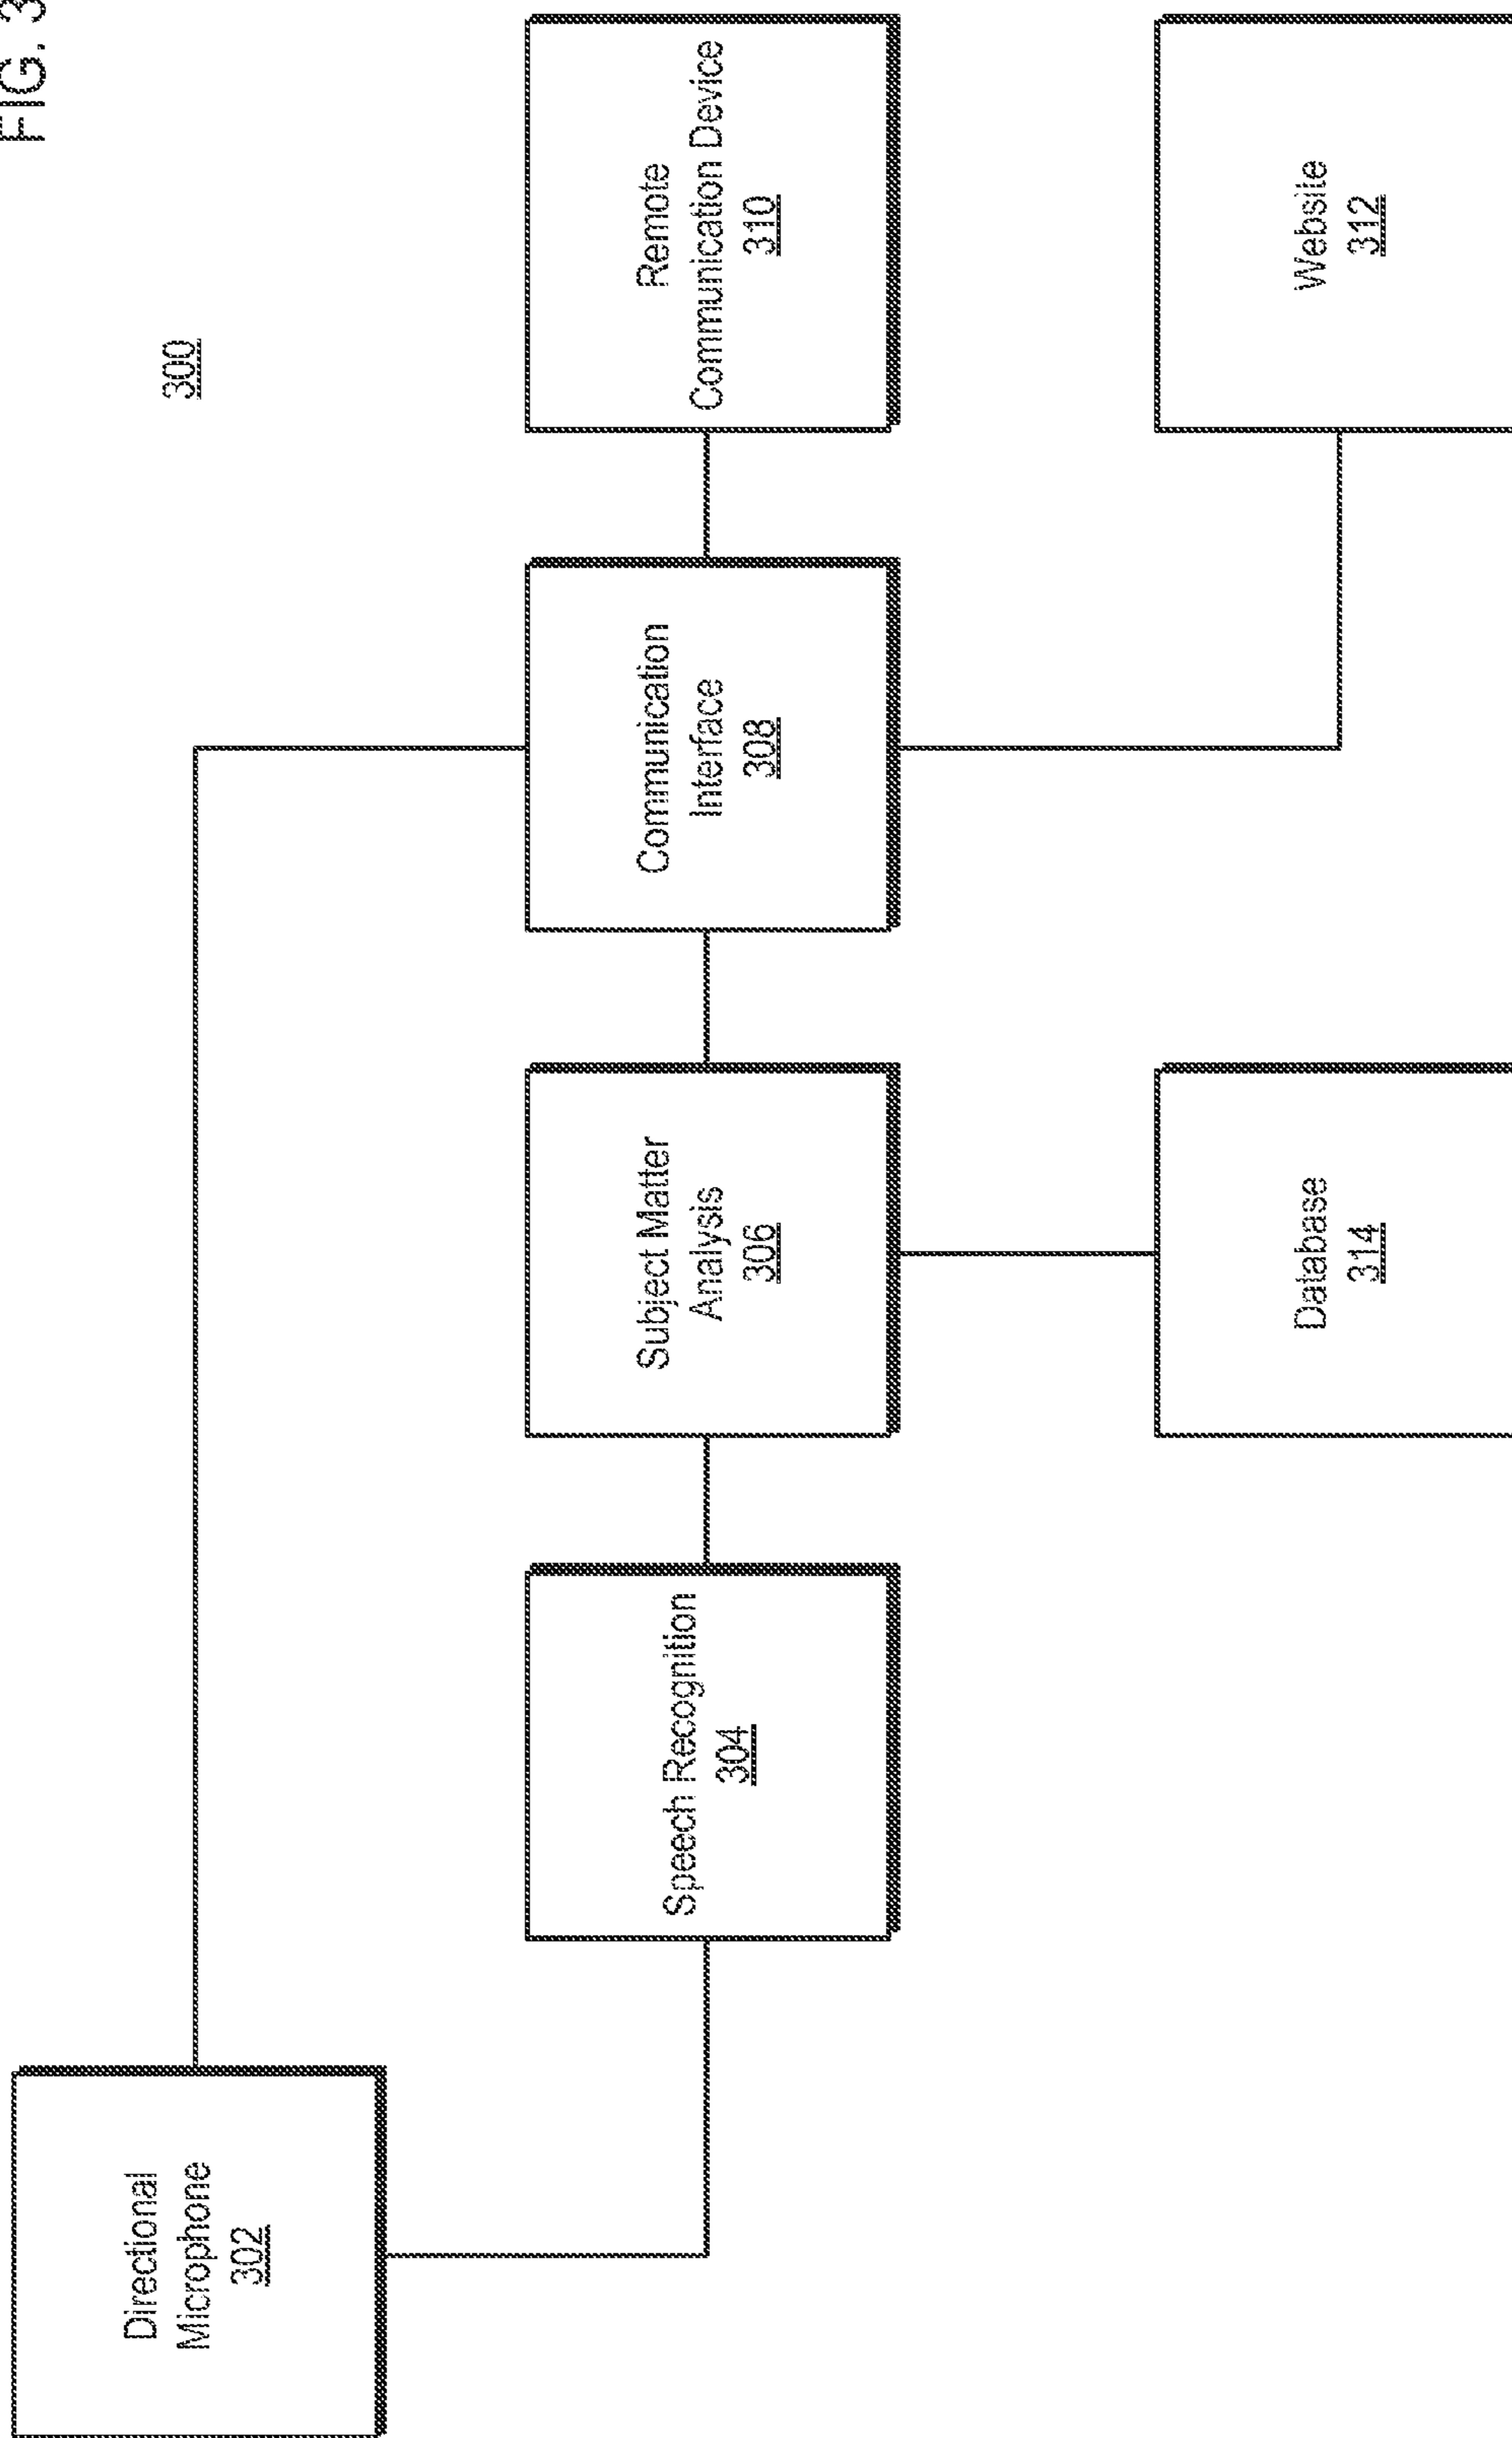 FIG. 3
300
Directional
Microphone
302
Speech Recognition
304
Subject Matter
Analysis
306
Communication
Interface
308
Remote
Communication Device
310
Database
314
Website
312